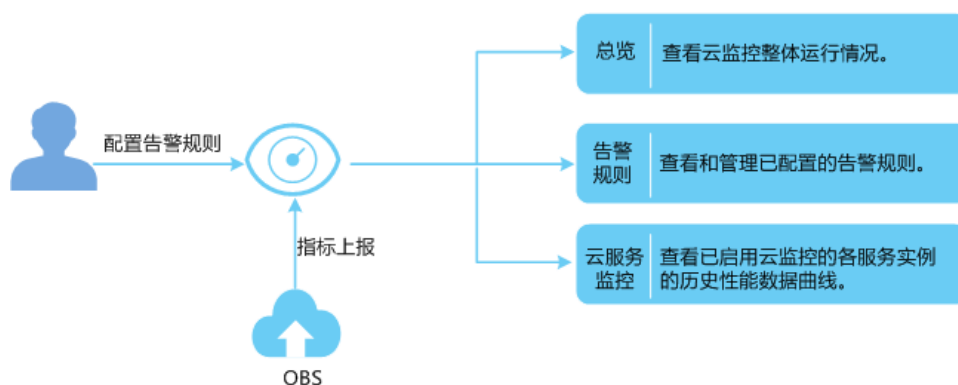 总览
查看云监控整体运行情况。
配置告警规则
告警
规则
查看和管理已配置的告警规则。
指标上报
云服务
监控
查看已启用云监控的各服务实例
的历史性能数据曲线。
OBS